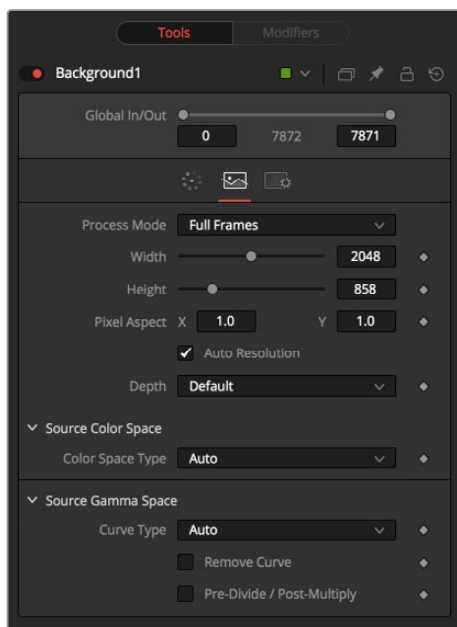 Tools Modifiers
Background1
Global In/Out
0 7872 7871
Process Mode Full Frames
Width 2048
Height 858
Pixel Aspect X 1.0 Y 1.0
Auto Resolution
Depth Default
Source Color Space
Color Space Type Auto
Source Gamma Space
Curve Type Auto
Remove Curve
Pre-Divide / Post-Multiply